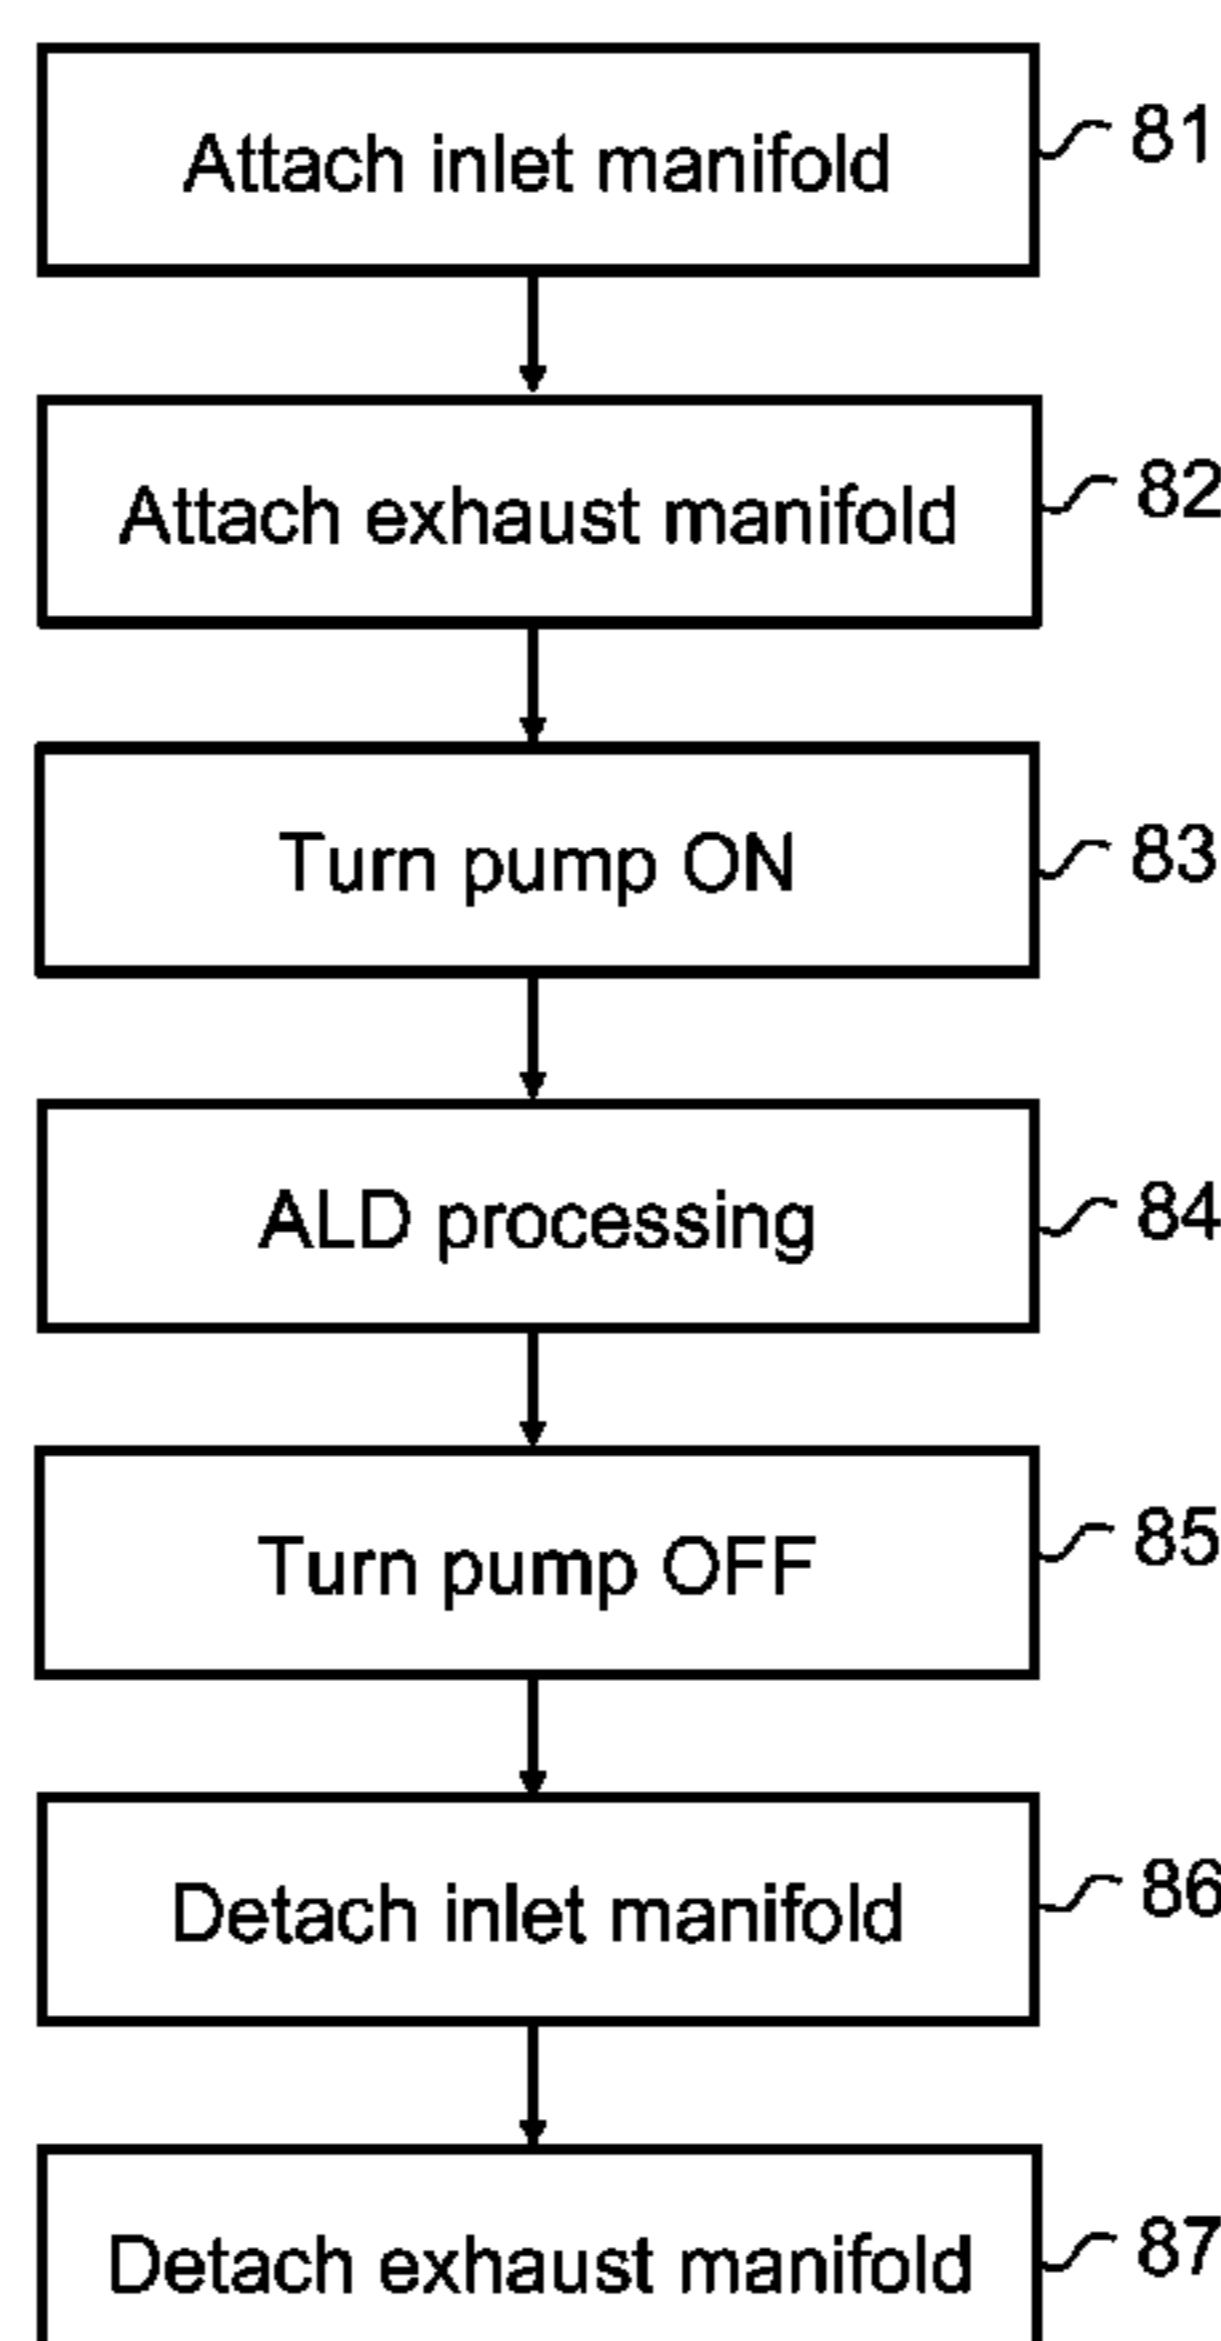 Attach inlet manifold 81
Attach exhaust manifold 82
Turn pump ON 83
ALD processing 84
Turn pump OFF 85
Detach inlet manifold 86
Detach exhaust manifold 87